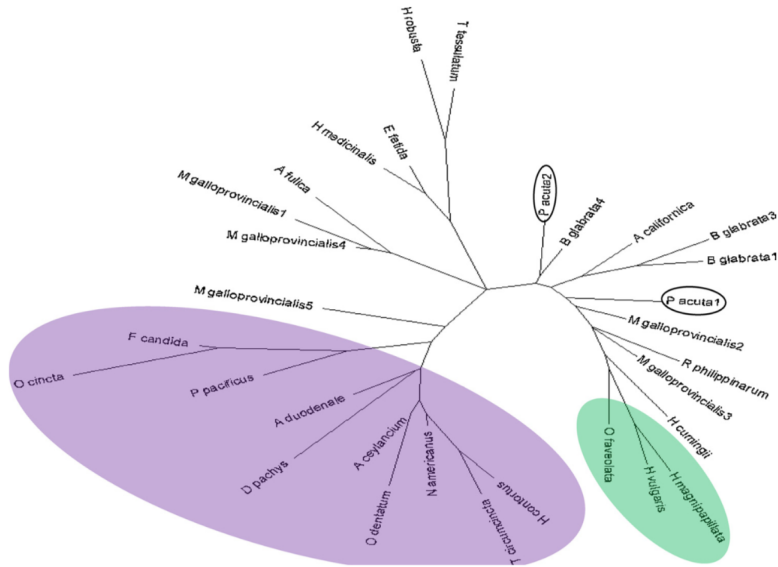 H robusta
T tessulatum
E fetida
H medicinalis
A fulica
M galloprovincialis1
M galloprovincialis4
M galloprovincialis5
P acuta2
B glabrata4
A californica
B glabrata3
B glabrata1
P acuta1
M galloprovincialis2
R philippinarum
M galloprovincialis3
H cumingii
O faveolata
H vulgaris
H magnipapillata
F candida
O cincta
P pacificus
A duodenale
D pachys
A ceylancium
O dentatum
N americanus
T circumcincta
H contortus